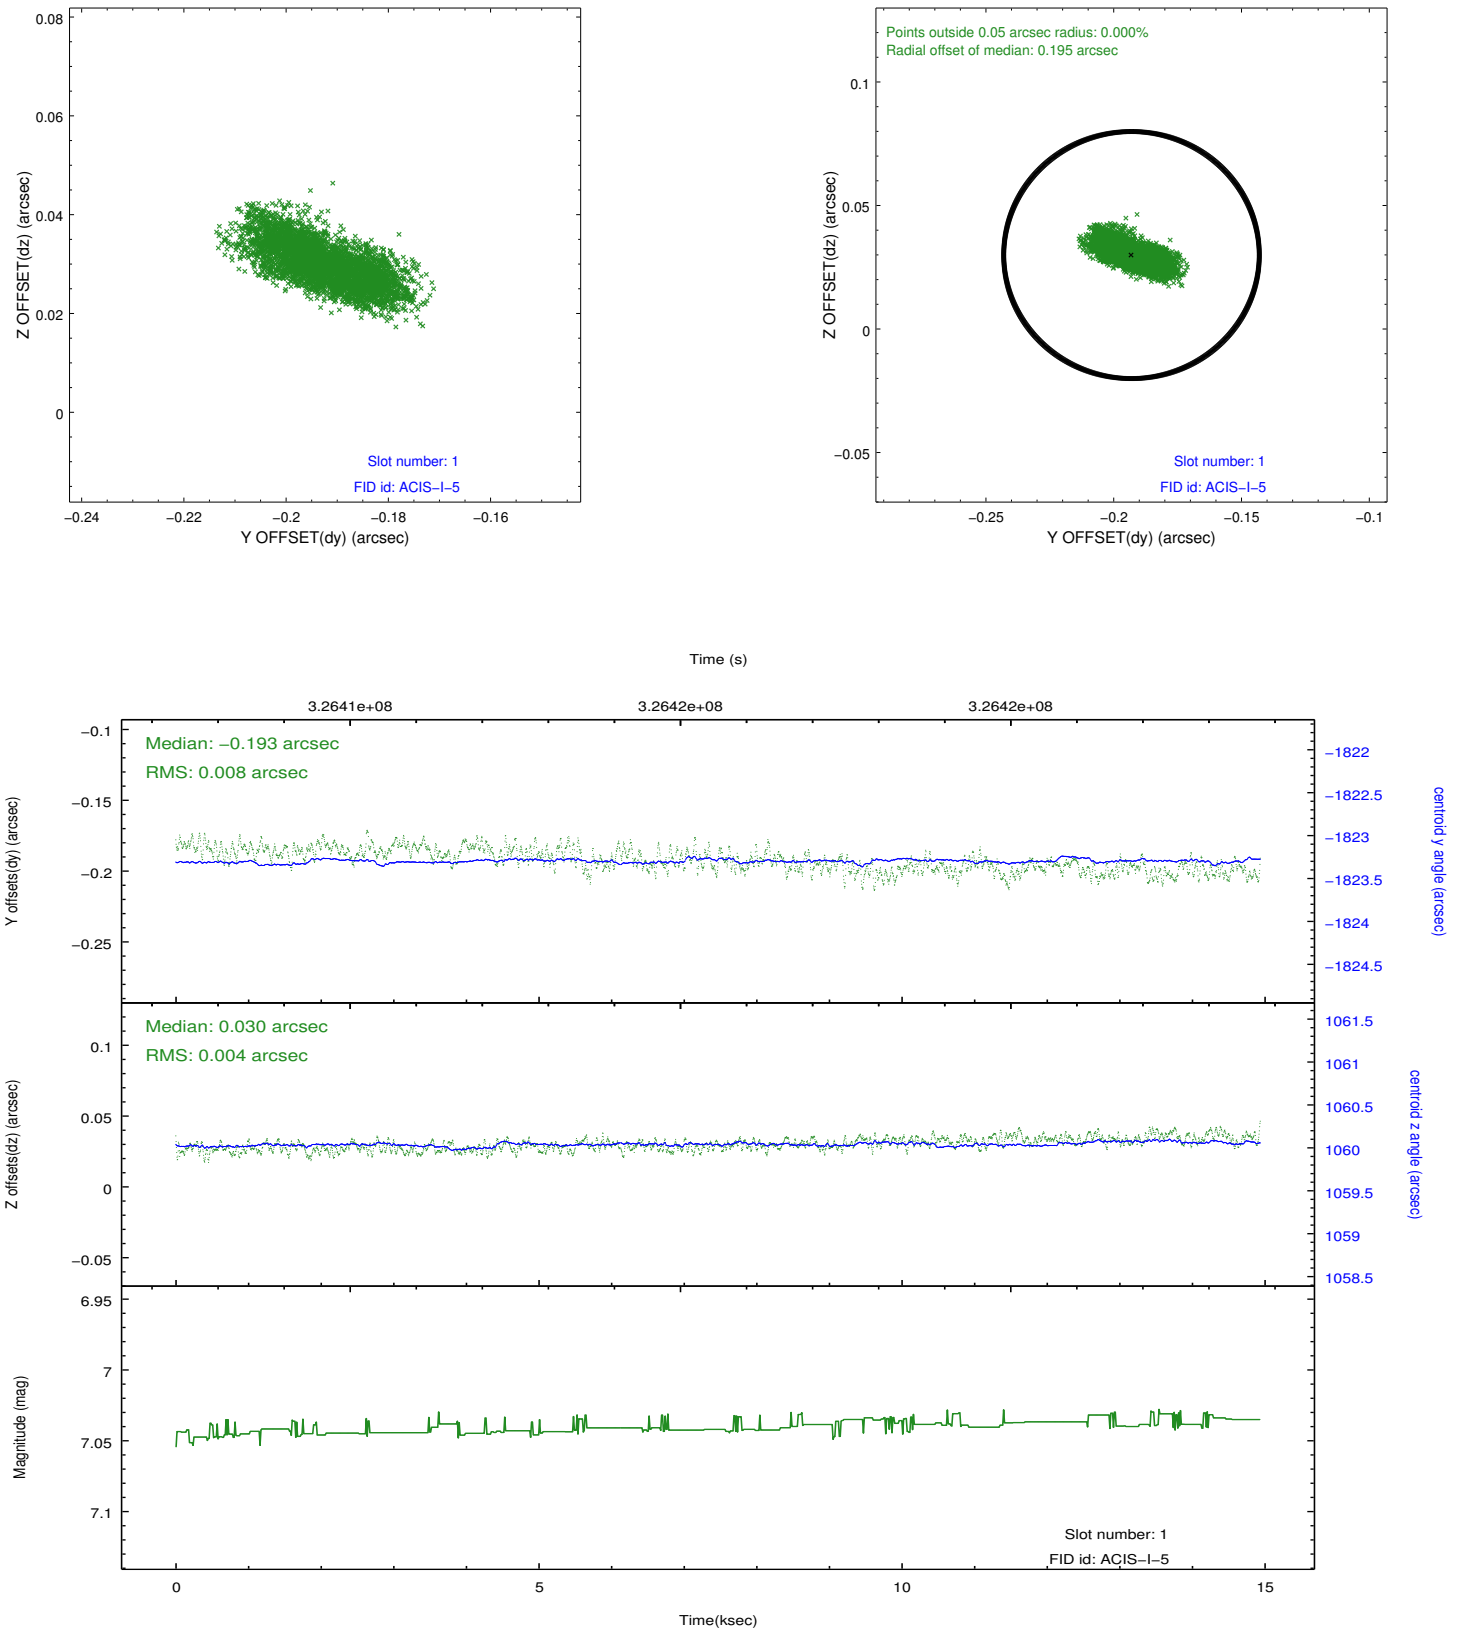 0.08
0.06
0.04
0.02
0
Z OFFSET(dz) (arcsec)
Slot number: 1
FID id: ACIS−I−5
−0.24 −0.22 −0.2 −0.18 −0.16
Y OFFSET(dy) (arcsec)
Points outside 0.05 arcsec radius: 0.000%
Radial offset of median: 0.195 arcsec
0.1
0.05
0
−0.05
Z OFFSET(dz) (arcsec)
Slot number: 1
FID id: ACIS−I−5
−0.25 −0.2 −0.15 −0.1
Y OFFSET(dy) (arcsec)
Time (s)
3.2641e+08 3.2642e+08 3.2642e+08
Median: −0.193 arcsec
RMS: 0.008 arcsec
−0.1
−0.15
−0.2
−0.25
Y offsets(dy) (arcsec)
−1822
−1822.5
−1823
−1823.5
−1824
−1824.5
centroid y angle (arcsec)
Median: 0.030 arcsec
RMS: 0.004 arcsec
0.1
0.05
0
−0.05
Z offsets(dz) (arcsec)
1061.5
1061
1060.5
1060
1059.5
1059
1058.5
centroid z angle (arcsec)
6.95
7
7.05
7.1
Magnitude (mag)
Slot number: 1
FID id: ACIS−I−5
0 5 10 15
Time(ksec)